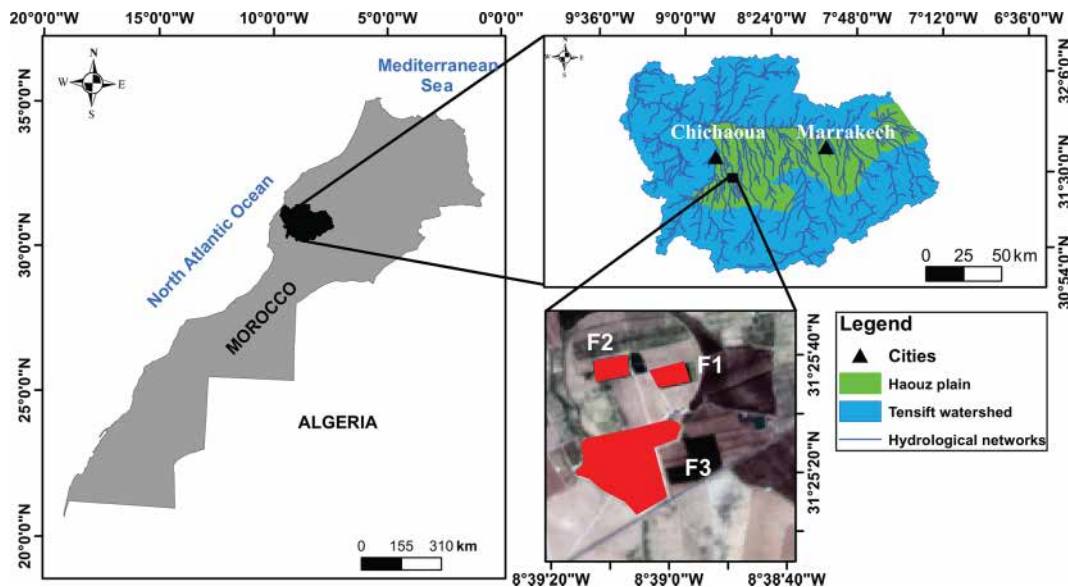 20°0'0"N 15°0'0"N 10°0'0"N 5°0'0"N 0°0'0"N
35°0'0"N
30°0'0"N
25°0'0"N
20°0'0"N
N
W E
S
Mediterranean
Sea
North Atlantic Ocean
MOROCCO
ALGERIA
0 155 310 km
9°36'0"N 9°0'0"N 8°24'0"N 7°48'0"N 7°12'0"N 6°36'0"N
32°6'0"N
31°30'0"N
30°54'0"N
N
W E
S
Chichaoua
Marrakech
0 25 50 km
F2
F1
F3
31°25'40"N
31°25'20"N
8°39'20"N 8°39'0"N 8°38'40"N
Legend
Cities
Haouz plain
Tensift watershed
Hydrological networks